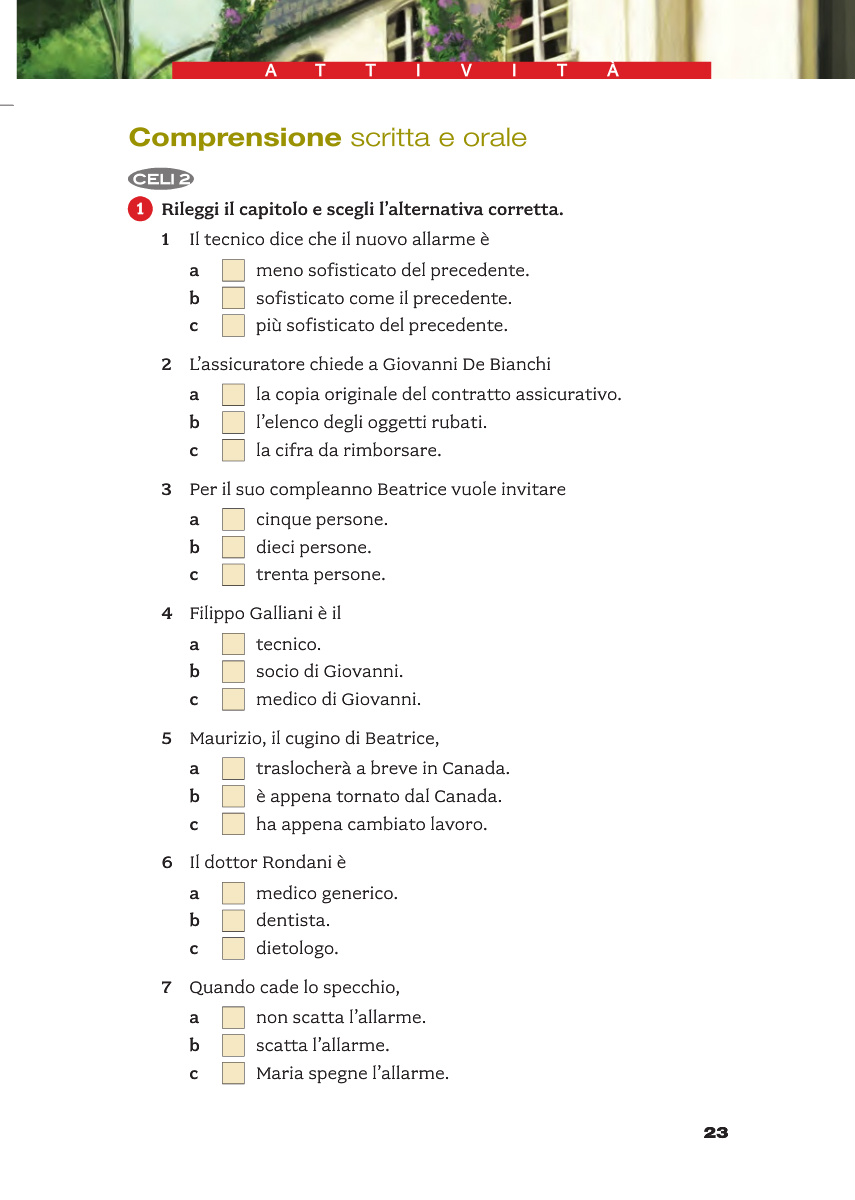 ATTIVITÀ
Comprensione scritta e orale
CELI 2
1 Rileggi il capitolo e scegli l'alternativa corretta.
1 Il tecnico dice che il nuovo allarme è
a meno sofisticato del precedente.
b sofisticato come il precedente.
c più sofisticato del precedente.
2 L'assicuratore chiede a Giovanni De Bianchi
a la copia originale del contratto assicurativo.
b l'elenco degli oggetti rubati.
c la cifra da rimborsare.
3 Per il suo compleanno Beatrice vuole invitare
a cinque persone.
b dieci persone.
c trenta persone.
4 Filippo Galliani è il
a tecnico.
b socio di Giovanni.
c medico di Giovanni.
5 Maurizio, il cugino di Beatrice,
a traslocherà a breve in Canada.
b è appena tornato dal Canada.
c ha appena cambiato lavoro.
6 Il dottor Rondani è
a medico generico.
b dentista.
c dietologo.
7 Quando cade lo specchio,
a non scatta l'allarme.
b scatta l'allarme.
c Maria spegne l'allarme.
23